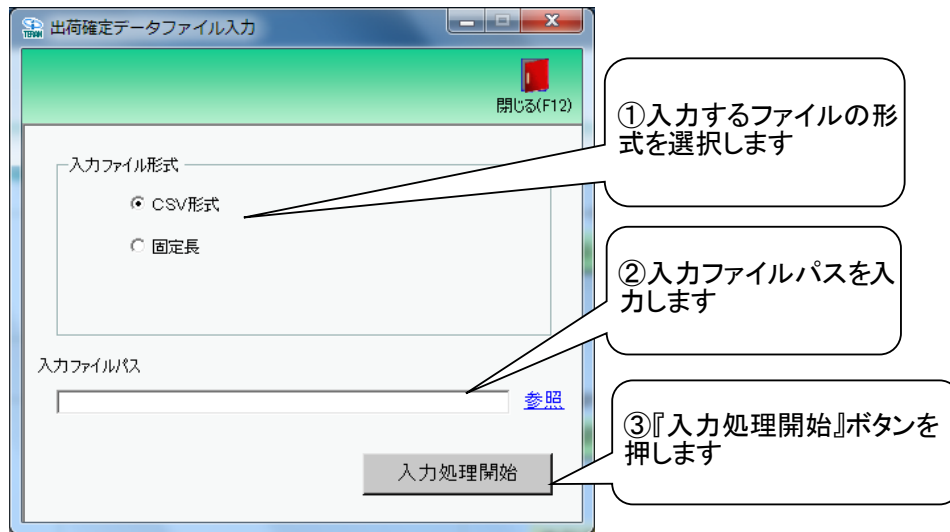 出荷確定データファイル入力
閉じる(F12)
入力ファイル形式
CSV形式
固定長
入力ファイルパス
参照
入力処理開始
①入力するファイルの形
式を選択します
②入力ファイルパスを入
力します
③『入力処理開始』ボタンを
押します